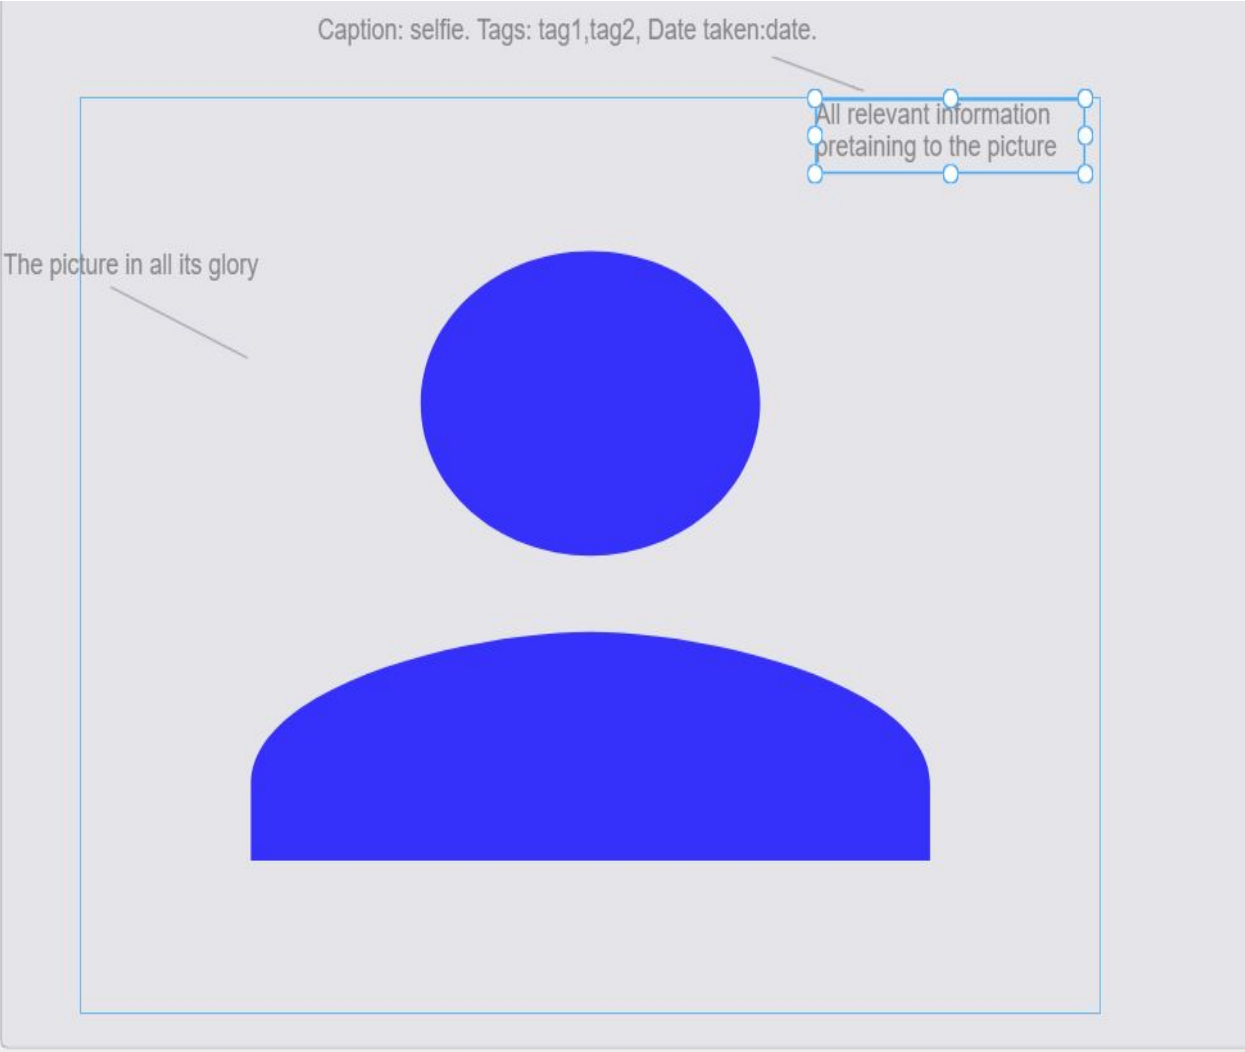 Caption: selfie. Tags: tag1,tag2, Date taken:date.
All relevant information
pretaining to the picture
The picture in all its glory